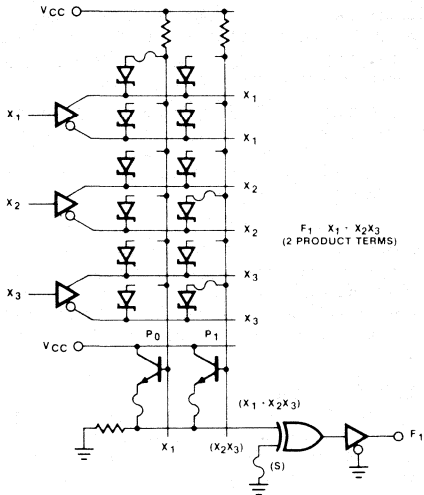 VCC
X1
X1
X1
X2
X2
X2
F1 X1 · X2X3
(2 PRODUCT TERMS)
X3
X3
X3
P0 P1
VCC
(X1 · X2X3)
X1 (X2X3)
F1
(S)